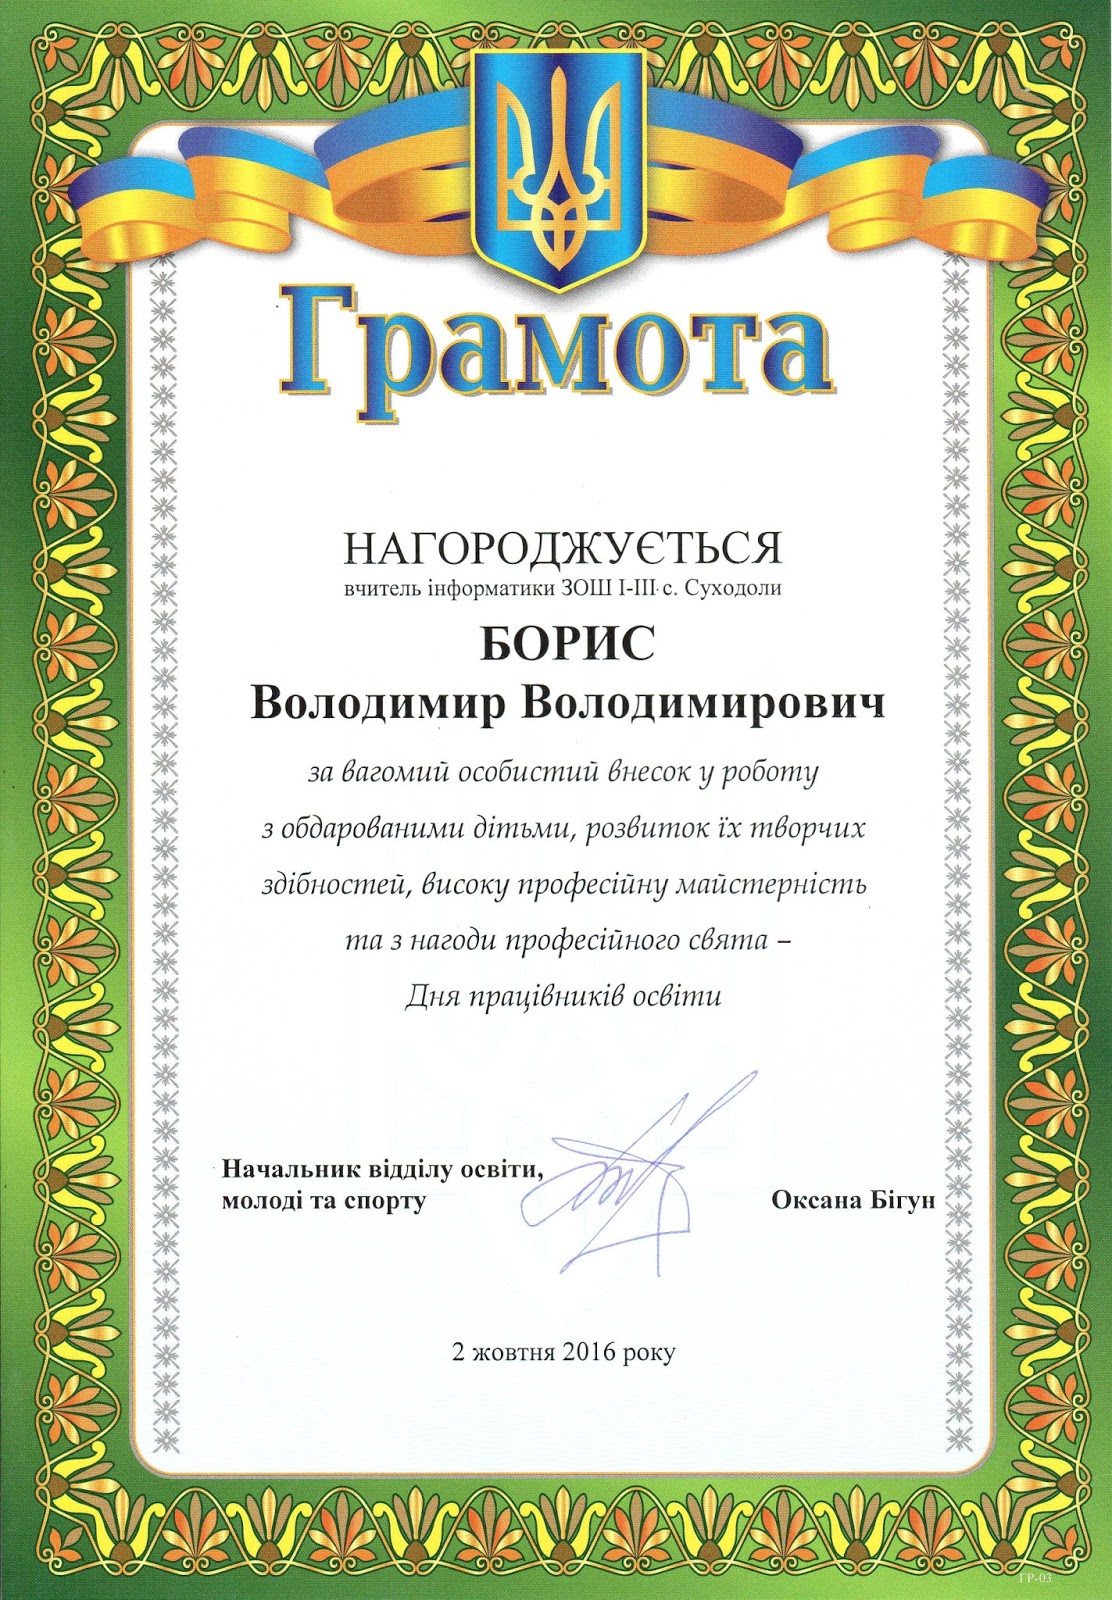 Грамота
НАГОРОДЖУЄТЬСЯ
вчитель інформатики ЗОШ І-ІІІ с. Суходоли
БОРИС
Володимир Володимирович
за вагомий особистий внесок у роботу
з обдарованими дітьми, розвиток їх творчих
здібностей, високу професійну майстерність
та з нагоди професійного свята –
Дня працівників освіти
Начальник відділу освіти,
молоді та спорту
Оксана Бігун
2 жовтня 2016 року
ГР-03